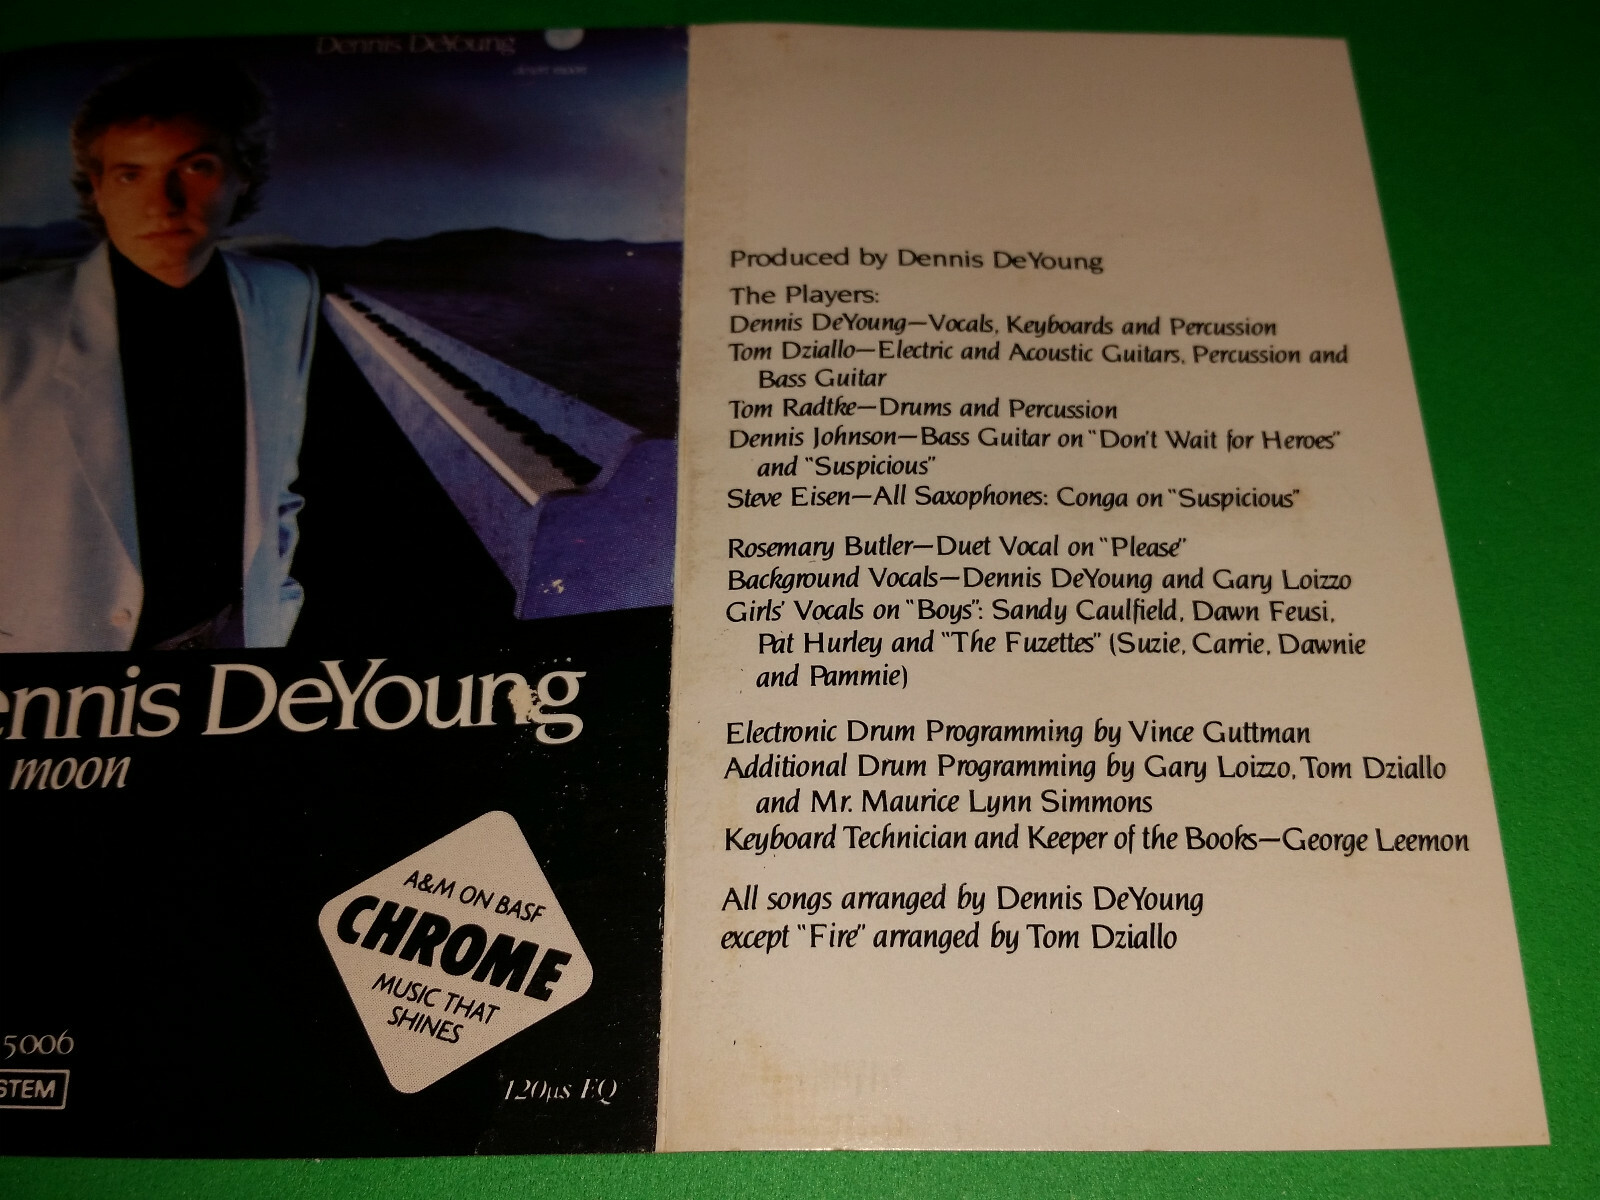 Dennis DeYoung
desert moon
ennis DeYoung
moon
A&M ON BASF
CHROME
MUSIC THAT
SHINES
5006
STEM
120µs EQ
Produced by Dennis DeYoung
The Players:
Dennis DeYoung—Vocals, Keyboards and Percussion
Tom Dziallo—Electric and Acoustic Guitars, Percussion and
Bass Guitar
Tom Radtke—Drums and Percussion
Dennis Johnson—Bass Guitar on "Don't Wait for Heroes"
and "Suspicious"
Steve Eisen—All Saxophones: Conga on "Suspicious"
Rosemary Butler—Duet Vocal on "Please"
Background Vocals—Dennis DeYoung and Gary Loizzo
Girls' Vocals on "Boys": Sandy Caulfield, Dawn Feusi,
Pat Hurley and "The Fuzettes" (Suzie, Carrie, Dawnie
and Pammie)
Electronic Drum Programming by Vince Guttman
Additional Drum Programming by Gary Loizzo, Tom Dziallo
and Mr. Maurice Lynn Simmons
Keyboard Technician and Keeper of the Books—George Leemon
All songs arranged by Dennis DeYoung
except "Fire" arranged by Tom Dziallo